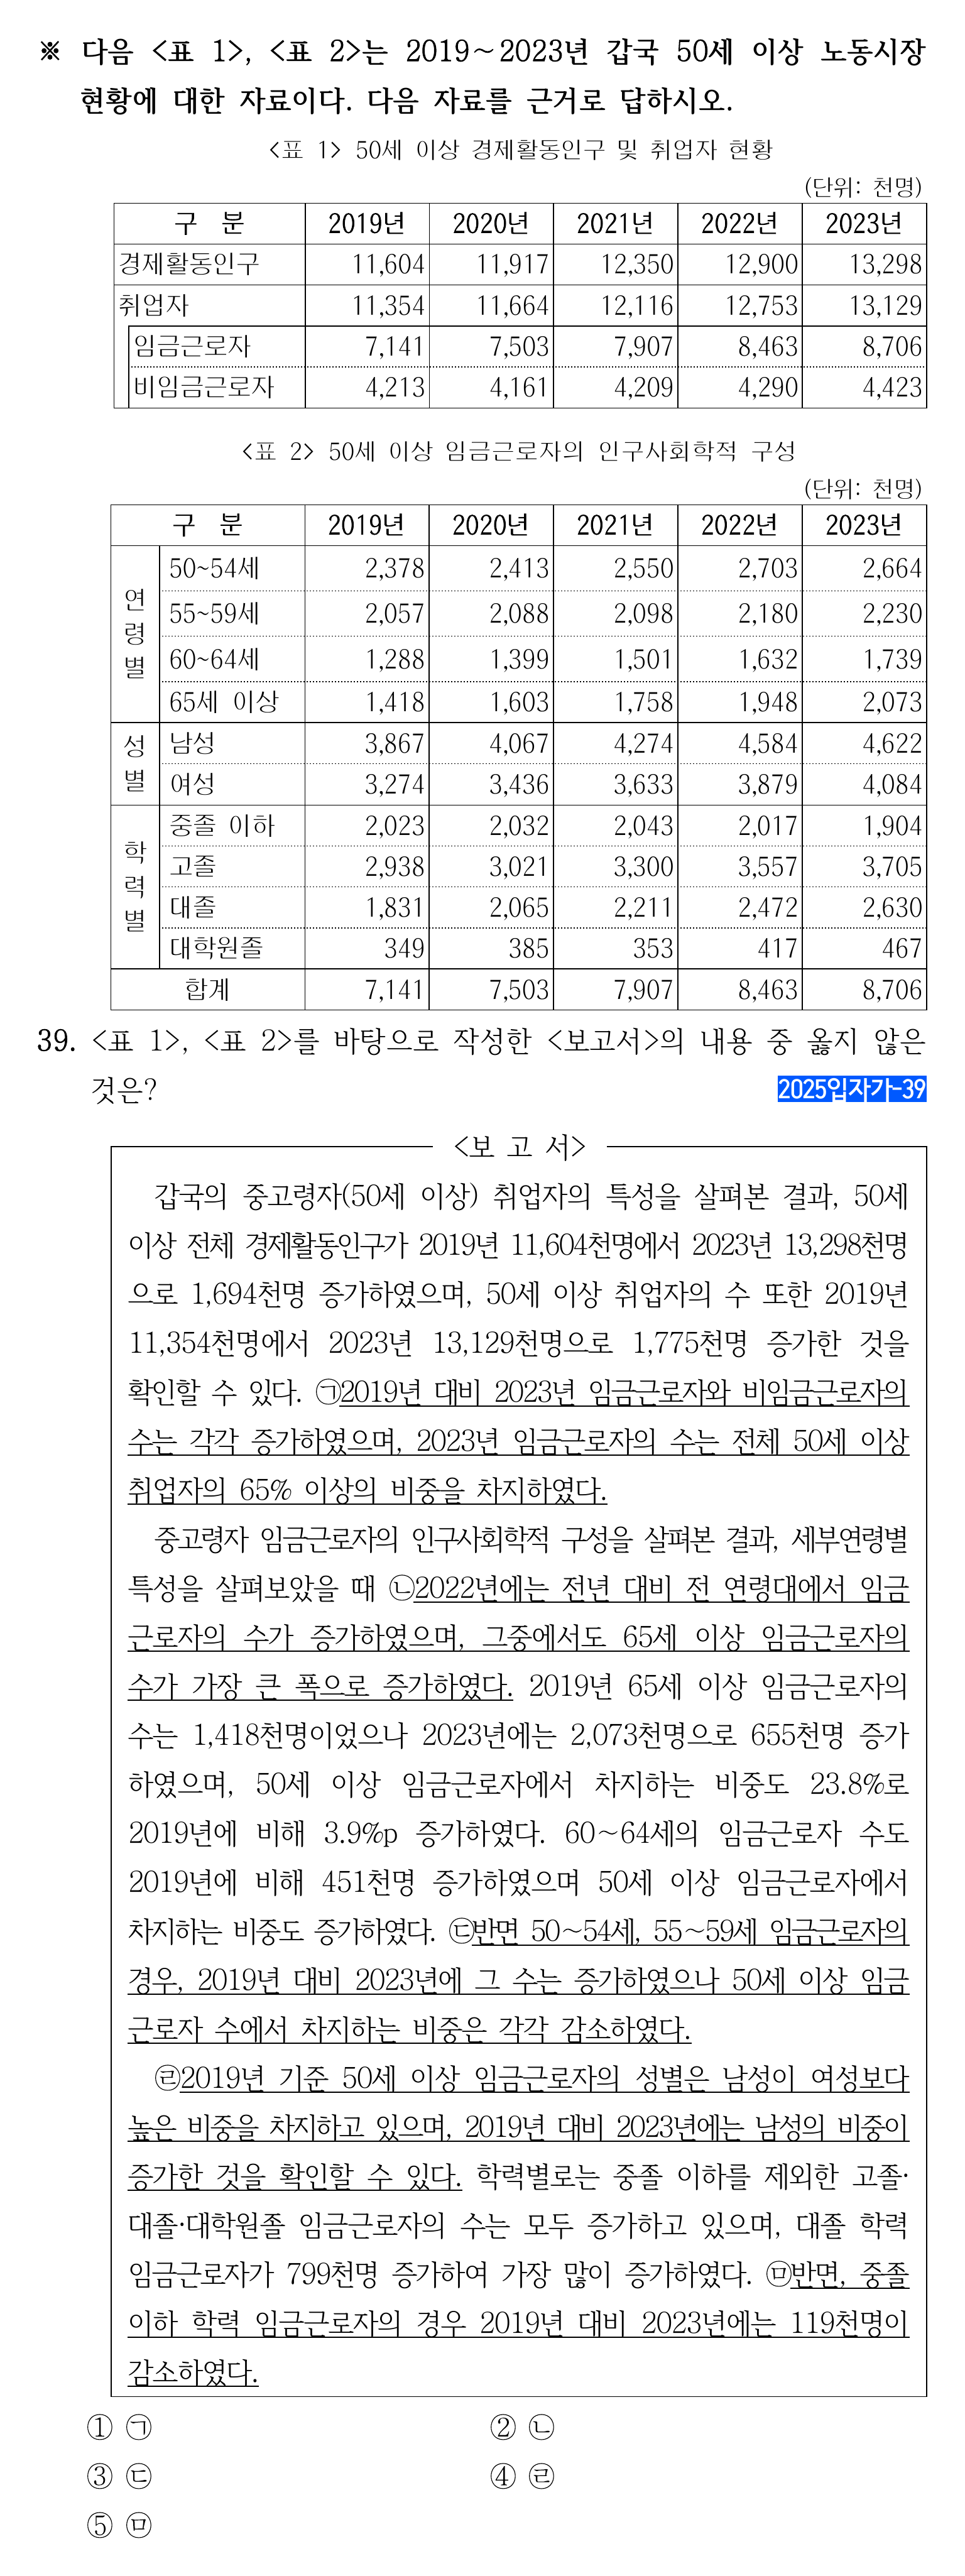 ※ 다음 <표 1>, <표 2>는 2019~2023년 갑국 50세 이상 노동시장
현황에 대한 자료이다. 다음 자료를 근거로 답하시오.
<표 1> 50세 이상 경제활동인구 및 취업자 현황
(단위: 천명)
구 분 2019년 2020년 2021년 2022년 2023년
경제활동인구 11,604 11,917 12,350 12,900 13,298
취업자 11,354 11,664 12,116 12,753 13,129
임금근로자 7,141 7,503 7,907 8,463 8,706
비임금근로자 4,213 4,161 4,209 4,290 4,423
<표 2> 50세 이상 임금근로자의 인구사회학적 구성
(단위: 천명)
구 분 2019년 2020년 2021년 2022년 2023년
연령별
50~54세 2,378 2,413 2,550 2,703 2,664
55~59세 2,057 2,088 2,098 2,180 2,230
60~64세 1,288 1,399 1,501 1,632 1,739
65세 이상 1,418 1,603 1,758 1,948 2,073
성별
남성 3,867 4,067 4,274 4,584 4,622
여성 3,274 3,436 3,633 3,879 4,084
학력별
중졸 이하 2,023 2,032 2,043 2,017 1,904
고졸 2,938 3,021 3,300 3,557 3,705
대졸 1,831 2,065 2,211 2,472 2,630
대학원졸 349 385 353 417 467
합계 7,141 7,503 7,907 8,463 8,706
39. <표 1>, <표 2>를 바탕으로 작성한 <보고서>의 내용 중 옳지 않은
것은?
2025입자가-39
<보 고 서>
갑국의 중고령자(50세 이상) 취업자의 특성을 살펴본 결과, 50세
이상 전체 경제활동인구가 2019년 11,604천명에서 2023년 13,298천명
으로 1,694천명 증가하였으며, 50세 이상 취업자의 수 또한 2019년
11,354천명에서 2023년 13,129천명으로 1,775천명 증가한 것을
확인할 수 있다. ㉠2019년 대비 2023년 임금근로자와 비임금근로자의
수는 각각 증가하였으며, 2023년 임금근로자의 수는 전체 50세 이상
취업자의 65% 이상의 비중을 차지하였다.
중고령자 임금근로자의 인구사회학적 구성을 살펴본 결과, 세부연령별
특성을 살펴보았을 때 ㉡2022년에는 전년 대비 전 연령대에서 임금
근로자의 수가 증가하였으며, 그중에서도 65세 이상 임금근로자의
수가 가장 큰 폭으로 증가하였다. 2019년 65세 이상 임금근로자의
수는 1,418천명이었으나 2023년에는 2,073천명으로 655천명 증가
하였으며, 50세 이상 임금근로자에서 차지하는 비중도 23.8%로
2019년에 비해 3.9%p 증가하였다. 60~64세의 임금근로자 수도
2019년에 비해 451천명 증가하였으며 50세 이상 임금근로자에서
차지하는 비중도 증가하였다. ㉢반면 50~54세, 55~59세 임금근로자의
경우, 2019년 대비 2023년에 그 수는 증가하였으나 50세 이상 임금
근로자 수에서 차지하는 비중은 각각 감소하였다.
㉣2019년 기준 50세 이상 임금근로자의 성별은 남성이 여성보다
높은 비중을 차지하고 있으며, 2019년 대비 2023년에는 남성의 비중이
증가한 것을 확인할 수 있다. 학력별로는 중졸 이하를 제외한 고졸·
대졸·대학원졸 임금근로자의 수는 모두 증가하고 있으며, 대졸 학력
임금근로자가 799천명 증가하여 가장 많이 증가하였다. ㉤반면, 중졸
이하 학력 임금근로자의 경우 2019년 대비 2023년에는 119천명이
감소하였다.
① ㉠ ② ㉡
③ ㉢ ④ ㉣
⑤ ㉤